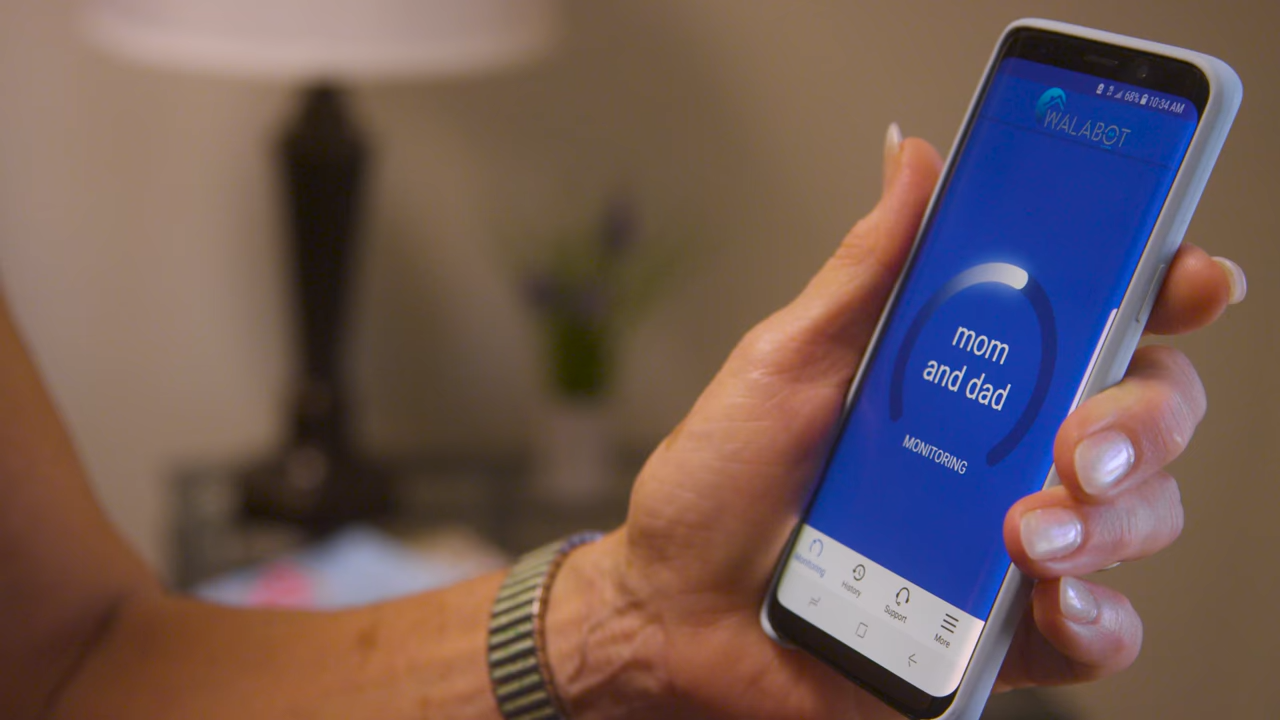 68% 10:34 AM
WALABOT
mom
and dad
MONITORING
Monitoring
History
Support
More